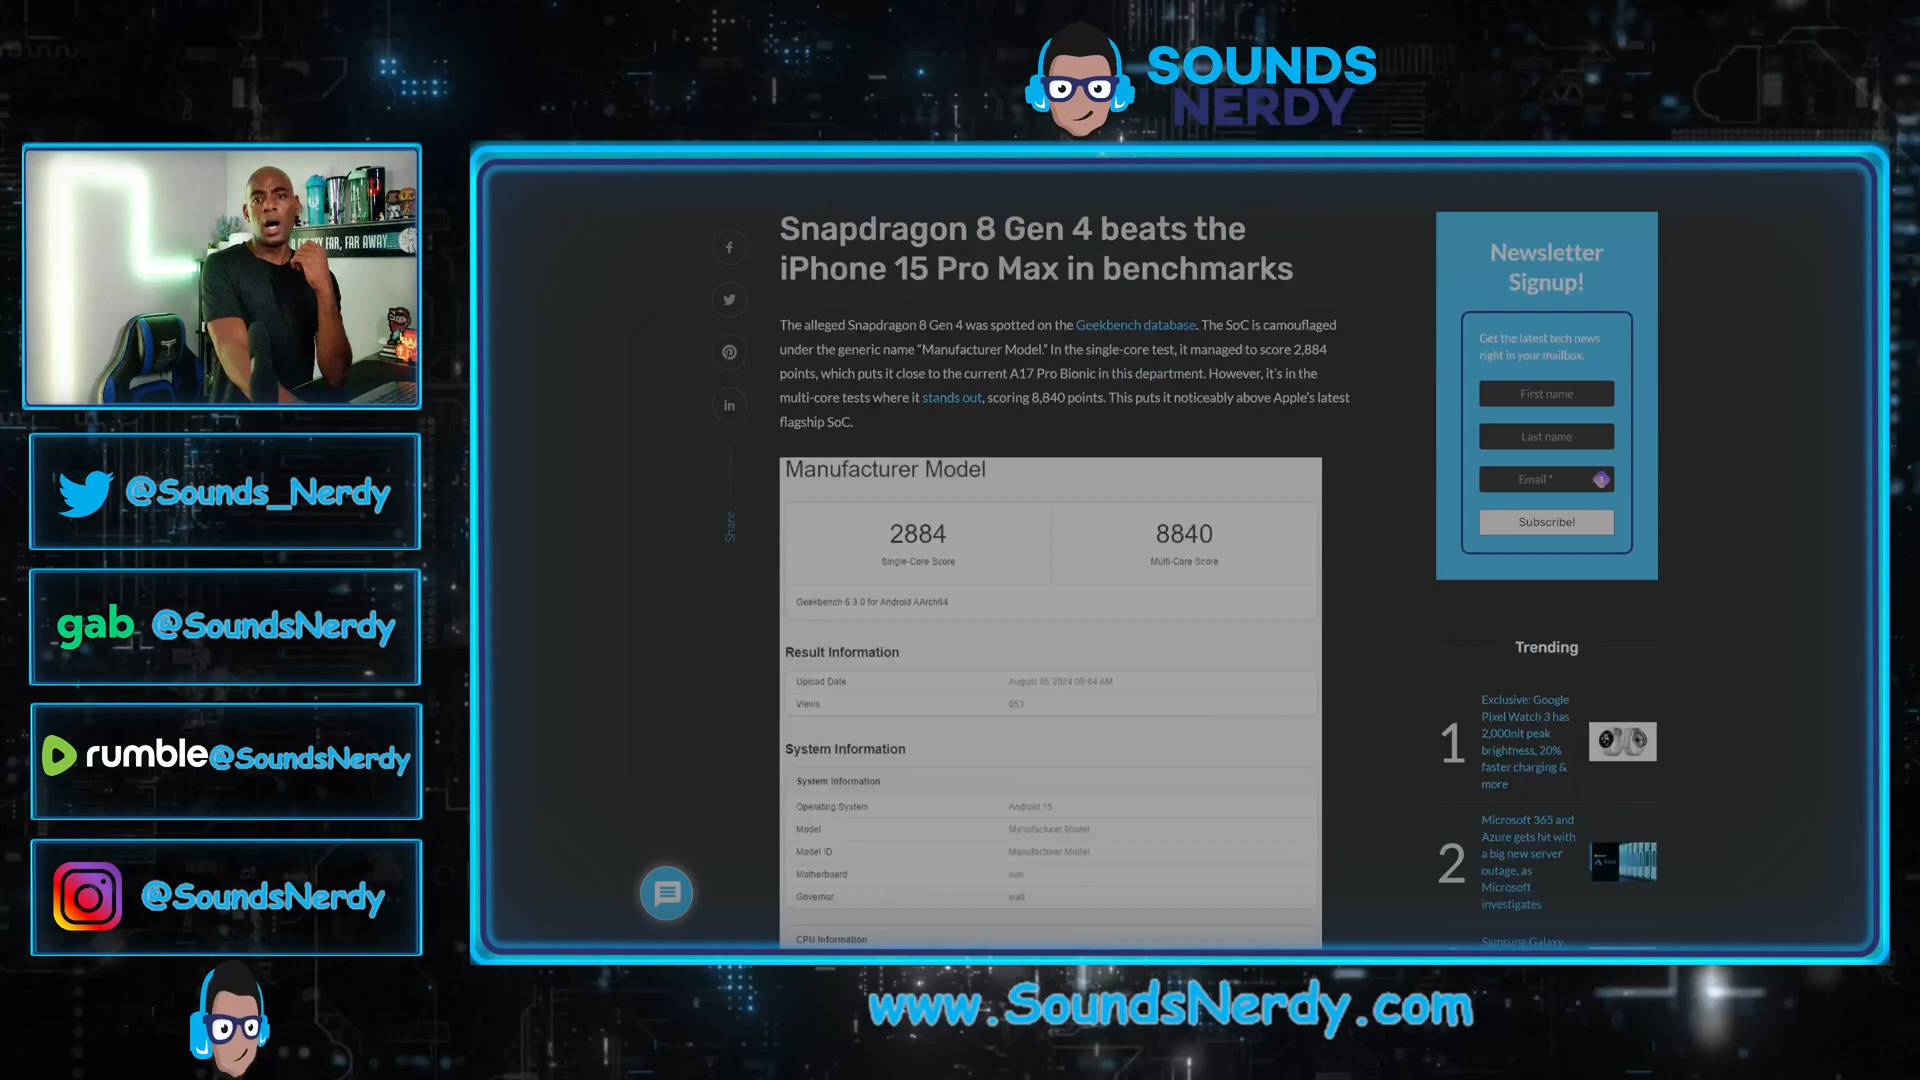 SOUNDS
NERDY
FAR, FAR AWAY...
@Sounds_Nerdy
gab @SoundsNerdy
rumble @SoundsNerdy
@SoundsNerdy
Share
Snapdragon 8 Gen 4 beats the
iPhone 15 Pro Max in benchmarks
The alleged Snapdragon 8 Gen 4 was spotted on the Geekbench database. The SoC is camouflaged
under the generic name “Manufacturer Model.” In the single-core test, it managed to score 2,884
points, which puts it close to the current A17 Pro Bionic in this department. However, it’s in the
multi-core tests where it stands out, scoring 8,840 points. This puts it noticeably above Apple’s latest
flagship SoC.
Manufacturer Model
2884
Single-Core Score
8840
Multi-Core Score
Geekbench 6.3.0 for Android AArch64
Result Information
Upload Date August 05 2024 09:04 AM
Views 853
System Information
System Information
Operating System Android 15
Model Manufacturer Model
Model ID Manufacturer Model
Motherboard sun
Governor walt
CPU Information
Newsletter
Signup!
Get the latest tech news
right in your mailbox.
First name
Last name
Email *
3
Subscribe!
Trending
1
Exclusive: Google
Pixel Watch 3 has
2,000nit peak
brightness, 20%
faster charging &
more
2
Microsoft 365 and
Azure gets hit with
a big new server
outage, as
Microsoft
investigates
Samsung Galaxy
www.SoundsNerdy.com